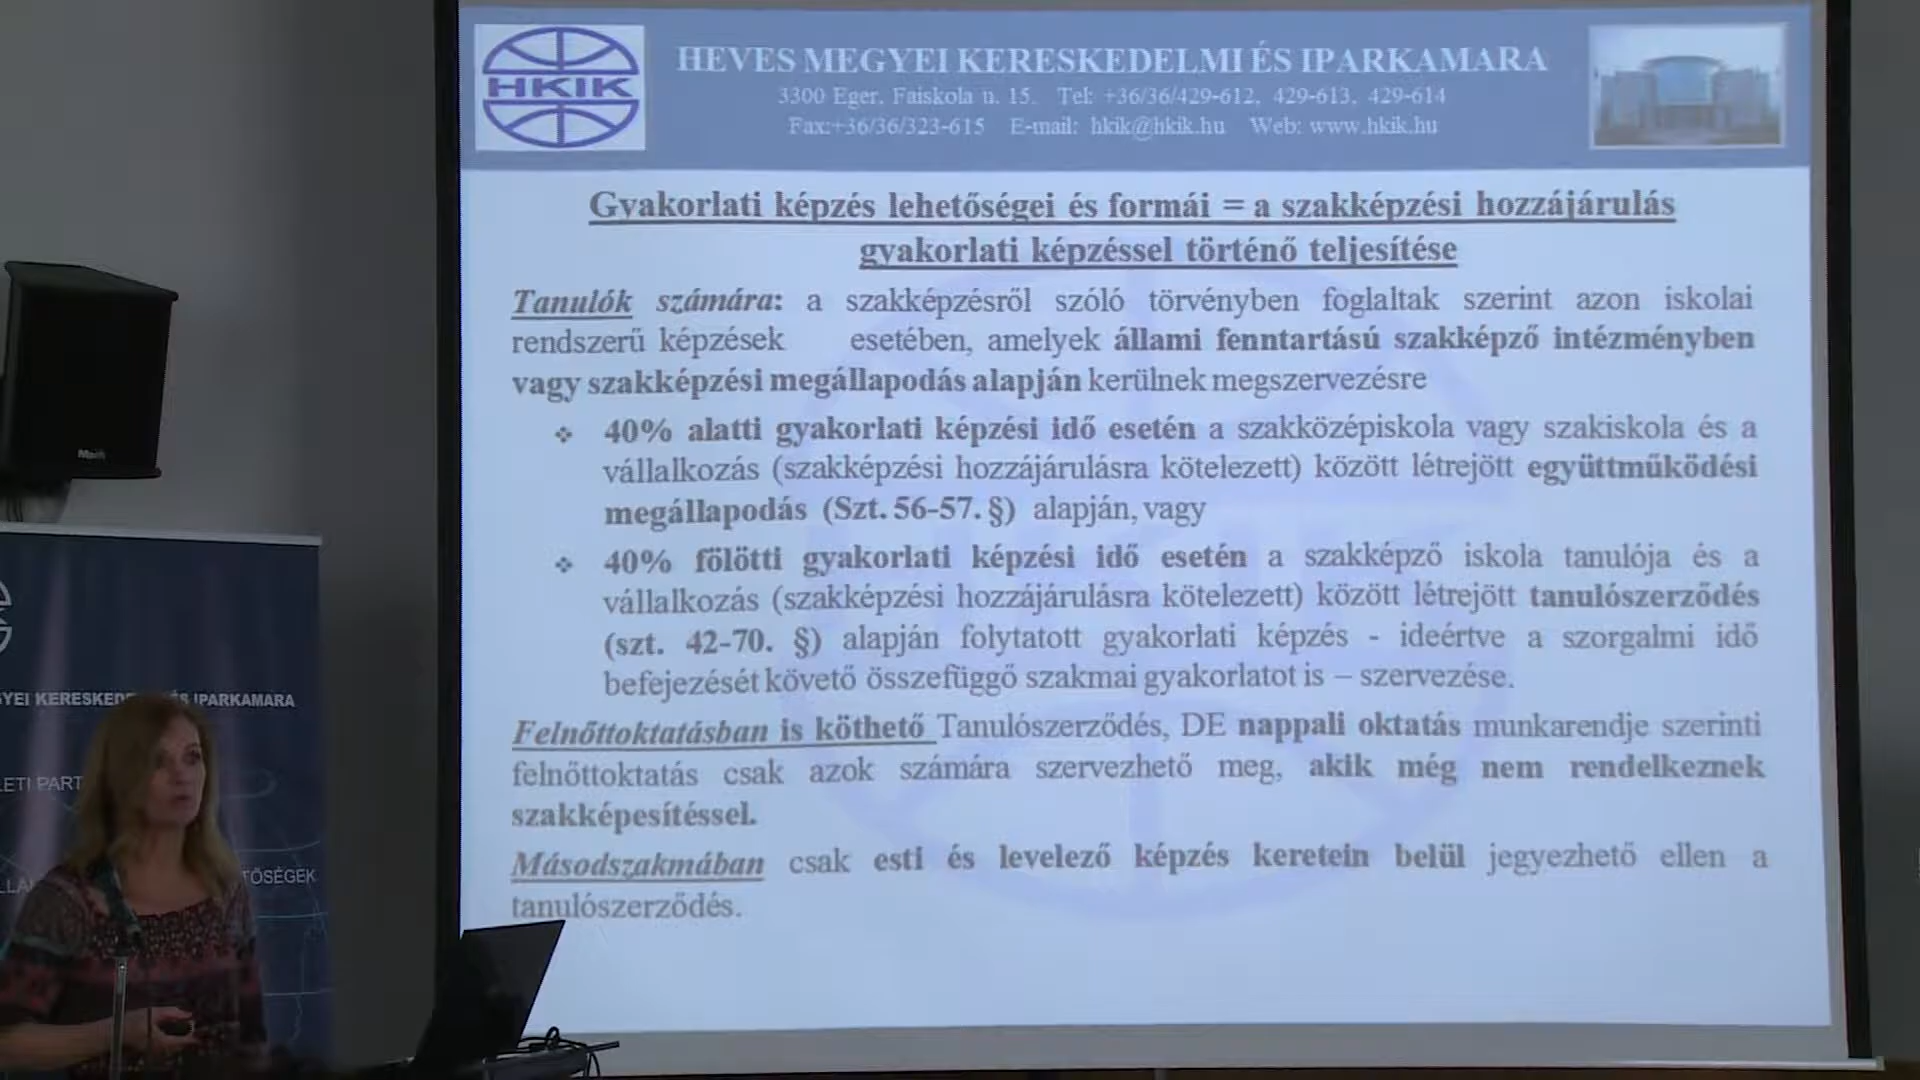 HKIK
HEVES MEGYEI KERESKEDELMI ÉS IPARKAMARA
3300 Eger, Faiskola u. 15. Tel: +36/36/429-612, 429-613, 429-614
Fax:+36/36/323-615 E-mail: hkik@hkik.hu Web: www.hkik.hu
Gyakorlati képzés lehetőségei és formái = a szakképzési hozzájárulás
gyakorlati képzéssel történő teljesítése
Tanulók számára: a szakképzésről szóló törvényben foglaltak szerint azon iskolai
rendszerű képzések esetében, amelyek állami fenntartású szakképző intézményben
vagy szakképzési megállapodás alapján kerülnek megszervezésre
❖ 40% alatti gyakorlati képzési idő esetén a szakközépiskola vagy szakiskola és a
vállalkozás (szakképzési hozzájárulásra kötelezett) között létrejött együttműködési
megállapodás (Szt. 56-57. §) alapján, vagy
❖ 40% fölötti gyakorlati képzési idő esetén a szakképző iskola tanulója és a
vállalkozás (szakképzési hozzájárulásra kötelezett) között létrejött tanulószerződés
(szt. 42-70. §) alapján folytatott gyakorlati képzés - ideértve a szorgalmi idő
befejezését követő összefüggő szakmai gyakorlatot is – szervezése.
Felnőttoktatásban is köthető Tanulószerződés, DE nappali oktatás munkarendje szerinti
felnőttoktatás csak azok számára szervezhető meg, akik még nem rendelkeznek
szakképesítéssel.
Másodszakmában csak esti és levelező képzés keretein belül jegyezhető ellen a
tanulószerződés.
GYEI KERESKED ÉS IPARKAMARA
LETI PART
TŐSÉGEK